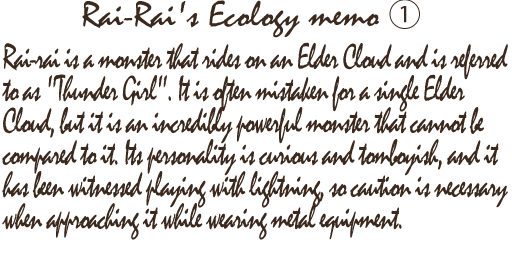 Rai-Rai's Ecology memo ①
Rai-rai is a monster that rides on an Elder Cloud and is referred
to as "Thunder Girl". It is often mistaken for a single Elder
Cloud, but it is an incredibly powerful monster that cannot be
compared to it. Its personality is curious and tomboyish, and it
has been witnessed playing with lightning, so caution is necessary
when approaching it while wearing metal equipment.